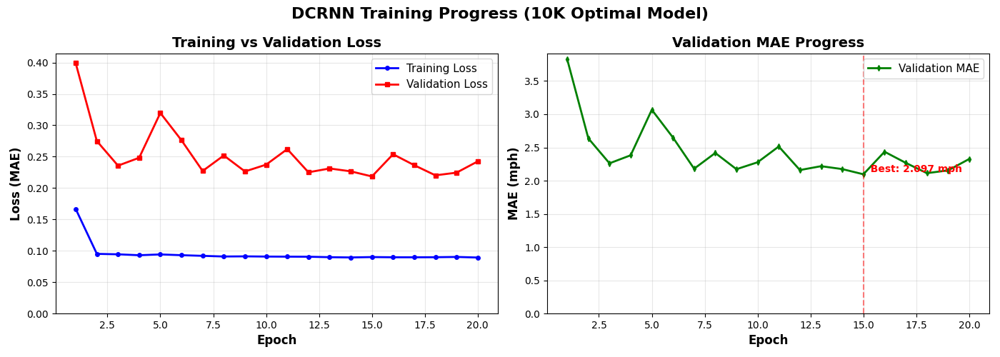 DCRNN Training Progress (10K Optimal Model)
Training vs Validation Loss
Loss (MAE)
0.40
0.35
0.30
0.25
0.20
0.15
0.10
0.05
0.00
Training Loss
Validation Loss
2.5 5.0 7.5 10.0 12.5 15.0 17.5 20.0
Epoch
Validation MAE Progress
MAE (mph)
3.5
3.0
2.5
2.0
1.5
1.0
0.5
0.0
Validation MAE
Best: 2.097 mph
2.5 5.0 7.5 10.0 12.5 15.0 17.5 20.0
Epoch